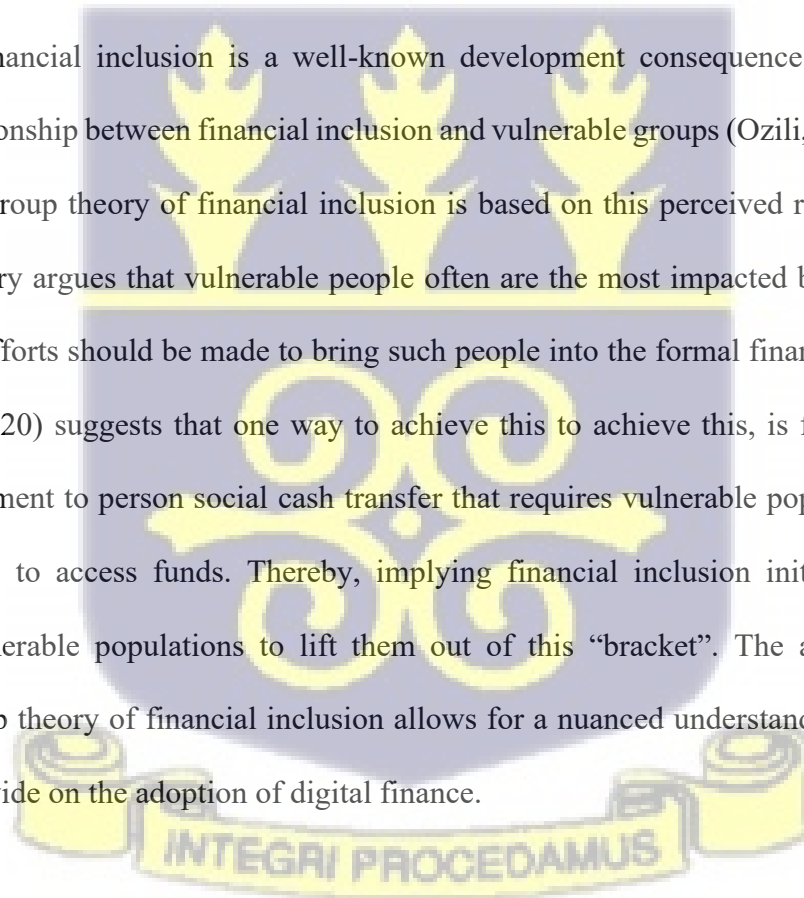 nancial inclusion is a well-known development consequence
onship between financial inclusion and vulnerable groups (Ozili,
roup theory of financial inclusion is based on this perceived r
ry argues that vulnerable people often are the most impacted b
fforts should be made to bring such people into the formal finan
20) suggests that one way to achieve this to achieve this, is f
ment to person social cash transfer that requires vulnerable pop
to access funds. Thereby, implying financial inclusion init
nerable populations to lift them out of this “bracket”. The a
p theory of financial inclusion allows for a nuanced understand
vide on the adoption of digital finance.
INTEGRI PROCEDAMUS